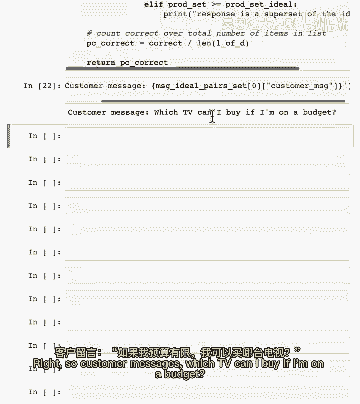 elif prod_set >= prod_set_ideal:
print("response is a superset of the id
# count correct over total number of items in list
pc_correct = correct / len(l_of_d)
return pc_correct
In [22]: Customer message: {msg_ideal_pairs_set[0]["customer_msg"]}')
Customer message: Which TV can I buy if I'm on a budget?
In [ ]:
In [ ]:
In [ ]:
In [ ]:
In [ ]:
In [ ]:
In [ ]:
In [ ]:
In [ ]:
In [ ]:
In [ ]:
In [ ]:
客户留言：“如果我预算有限，我可以买哪台电视？”
Right, so customer messages, which TV can I buy if I'm on
a budget?